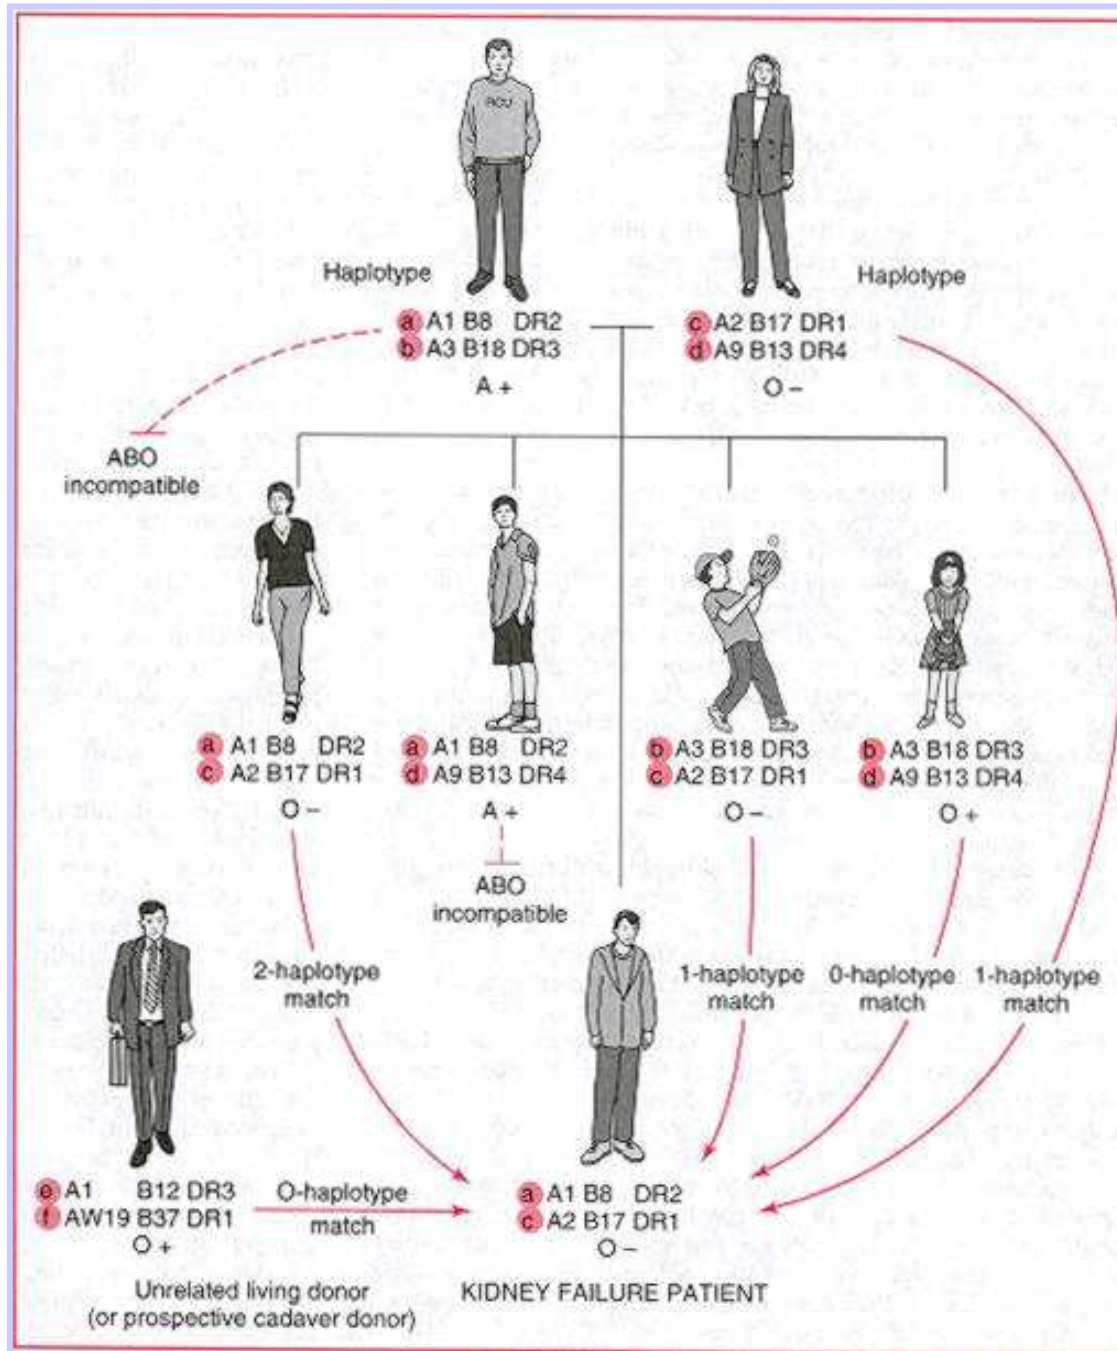 ACU
Haplotype
Haplotype
a A1 B8 DR2
b A3 B18 DR3
A +
c A2 B17 DR1
d A9 B13 DR4
O –
ABO
incompatible
a A1 B8 DR2
c A2 B17 DR1
O –
a A1 B8 DR2
d A9 B13 DR4
A +
b A3 B18 DR3
c A2 B17 DR1
O –
b A3 B18 DR3
d A9 B13 DR4
O +
ABO
incompatible
2-haplotype
match
1-haplotype
match
0-haplotype
match
1-haplotype
match
e A1 B12 DR3
f AW19 B37 DR1
O +
O-haplotype
match
a A1 B8 DR2
c A2 B17 DR1
O –
Unrelated living donor
(or prospective cadaver donor)
KIDNEY FAILURE PATIENT